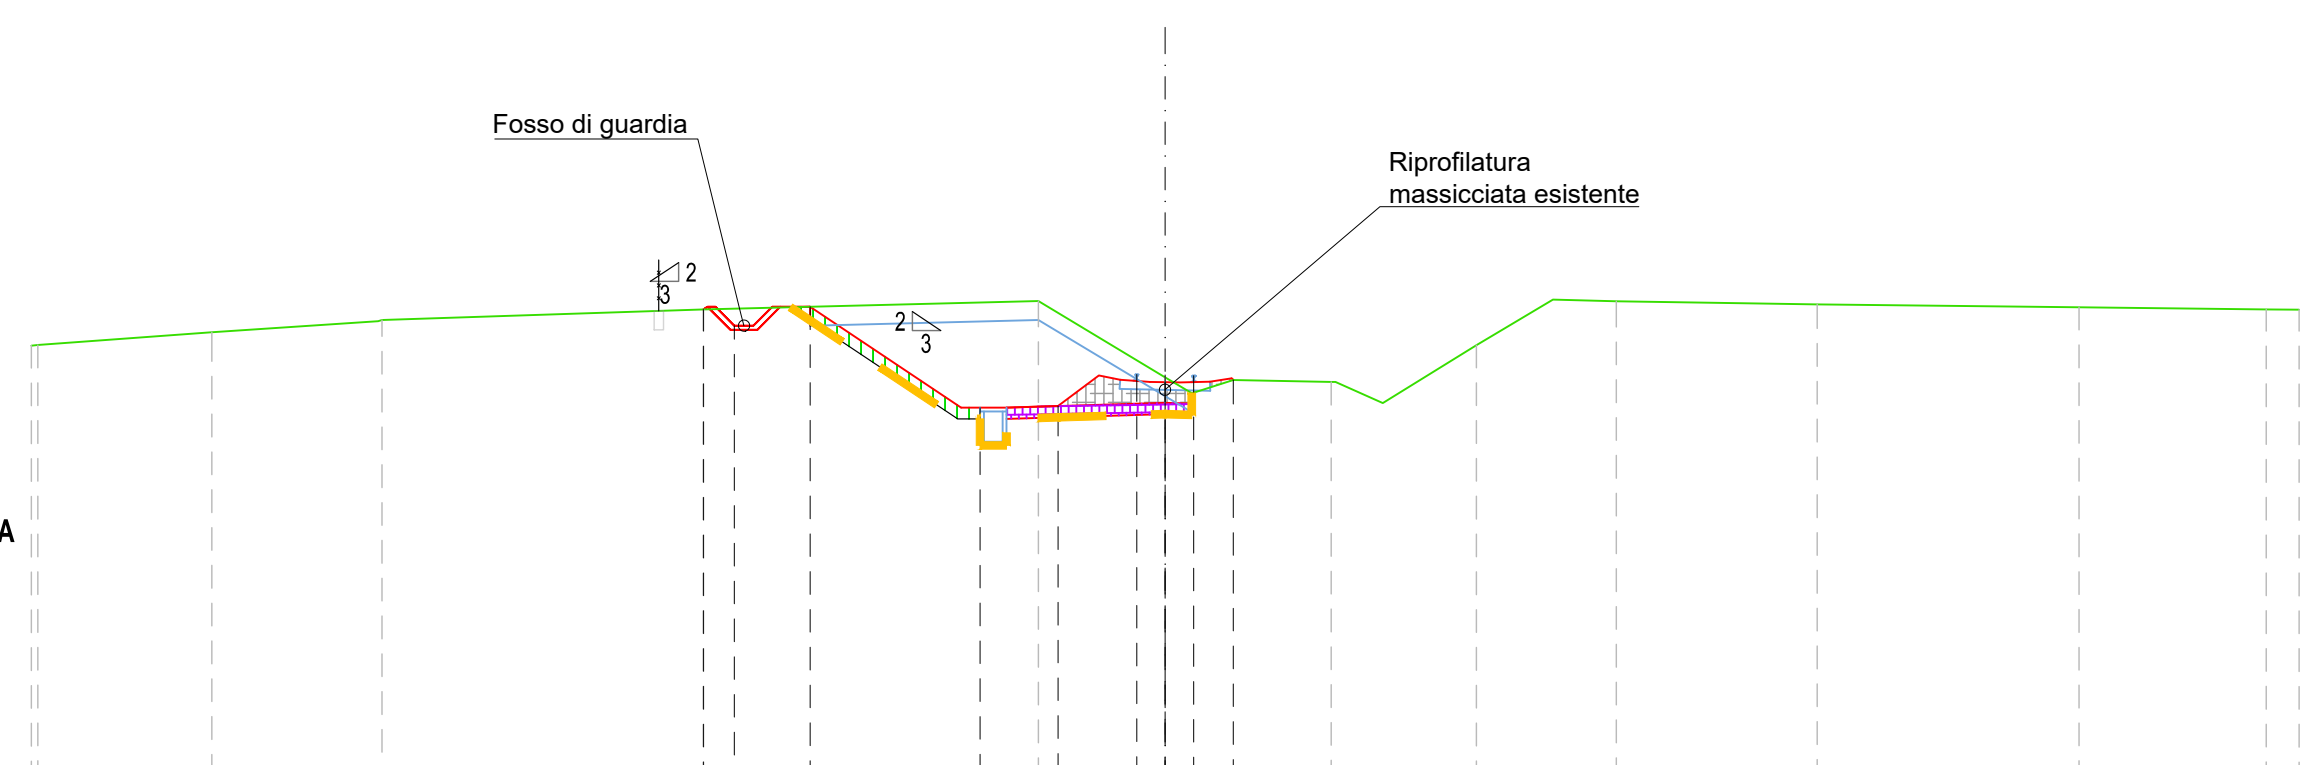 Fosso di guardia
Riprofilatura
massicciata esistente
2
3
2
3
A